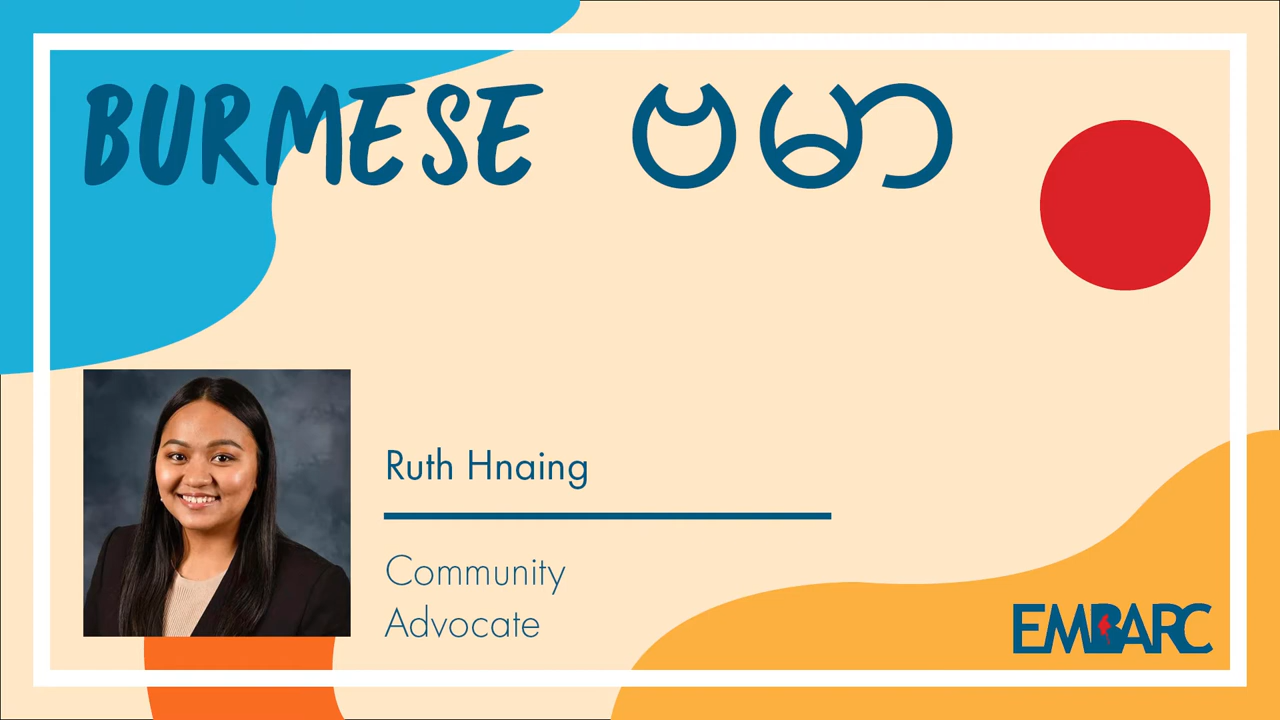 BURMESE ဗမာ
Ruth Hnaing
Community
Advocate
EMBARC